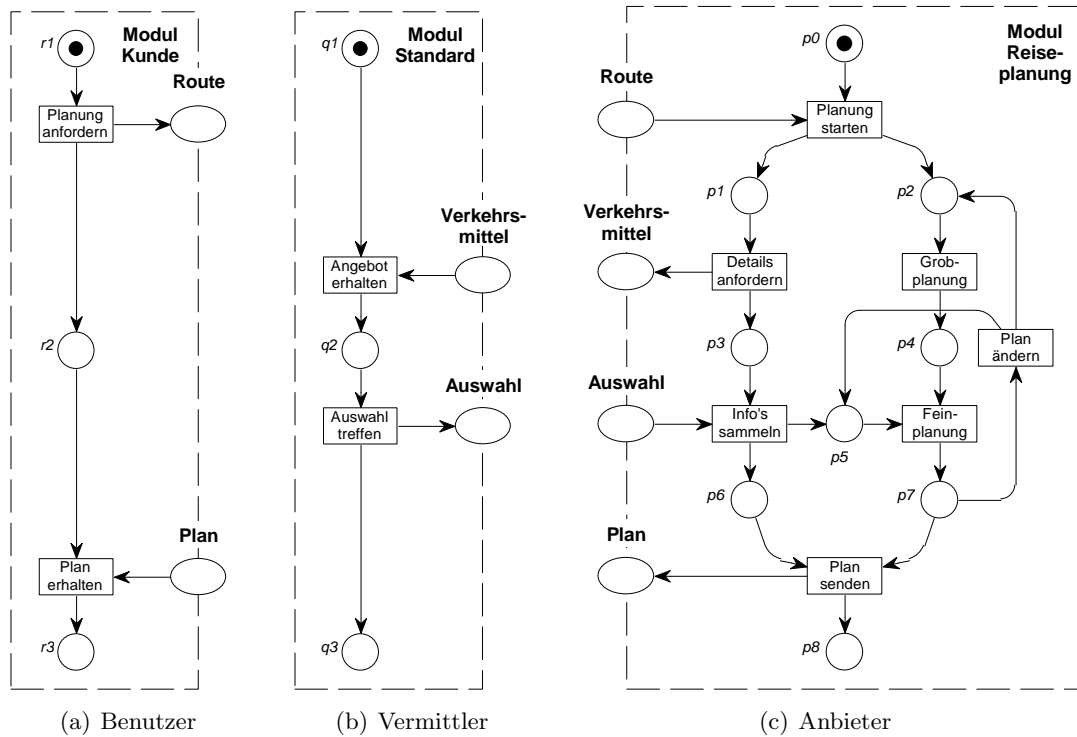 Modul
Kunde
r1
Route
Planung
anfordern
r2
Plan
Plan
erhalten
r3
(a) Benutzer
Modul
Standard
q1
Verkehrs-
mittel
Angebot
erhalten
q2
Auswahl
Auswahl
treffen
q3
(b) Vermittler
Modul
Reise-
planung
p0
Route
Planung
starten
p1
p2
Verkehrs-
mittel
Details
anfordern
Grob-
planung
p3
p4
Plan
ändern
Auswahl
Info's
sammeln
p5
Fein-
planung
p6
p7
Plan
Plan
senden
p8
(c) Anbieter